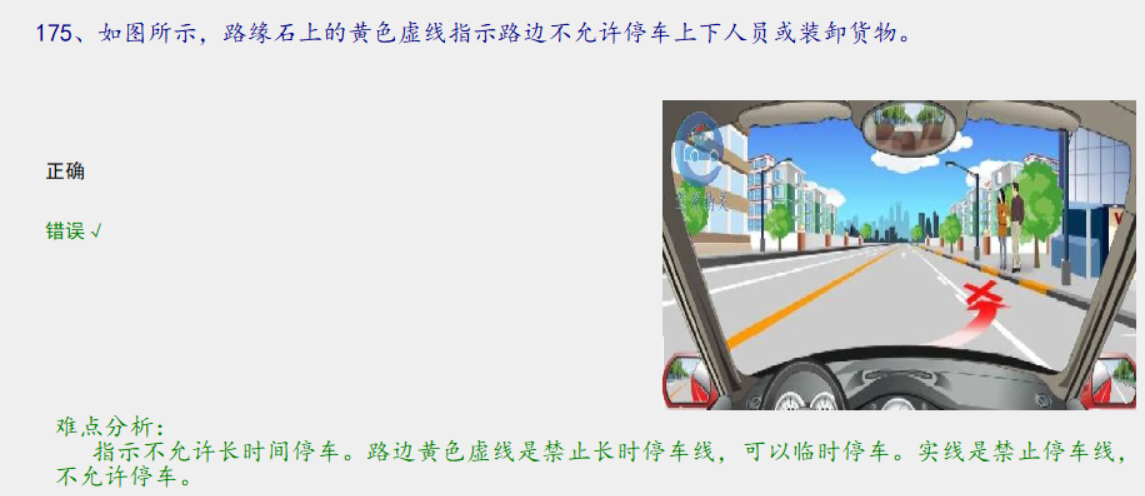 175、如图所示，路缘石上的黄色虚线指示路边不允许停车上下人员或装卸货物。
正确
错误 √
难点分析：
指示不允许长时间停车。路边黄色虚线是禁止长时停车线，可以临时停车。实线是禁止停车线，
不允许停车。